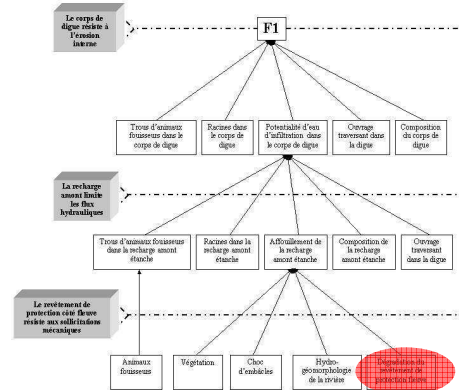 Le corps de
digue résiste à
l'érosion
interne
F1
Trous d'animaux
fouisseurs dans le
corps de digue
Racines dans
le corps de
digue
Potentialité d'eau
d'infiltration dans
le corps de digue
Ouvrage
traversant dans
la digue
Composition
du corps de
digue
La recharge
amont limite
les flux
hydrauliques
Trous d'animaux fouisseurs
dans la recharge amont
étanche
Racines dans la
recharge amont
étanche
Affouillement de
la recharge
amont étanche
Composition de
la recharge
amont étanche
Ouvrage
traversant
dans la digue
Le revêtement de
protection côté fleuve
résiste aux sollicitations
mécaniques
Animaux
fouisseurs
Végétation
Choc
d'embâcles
Hydro-
géomorphologie
de la rivière
Dégradation du
revêtement de
protection fleuve